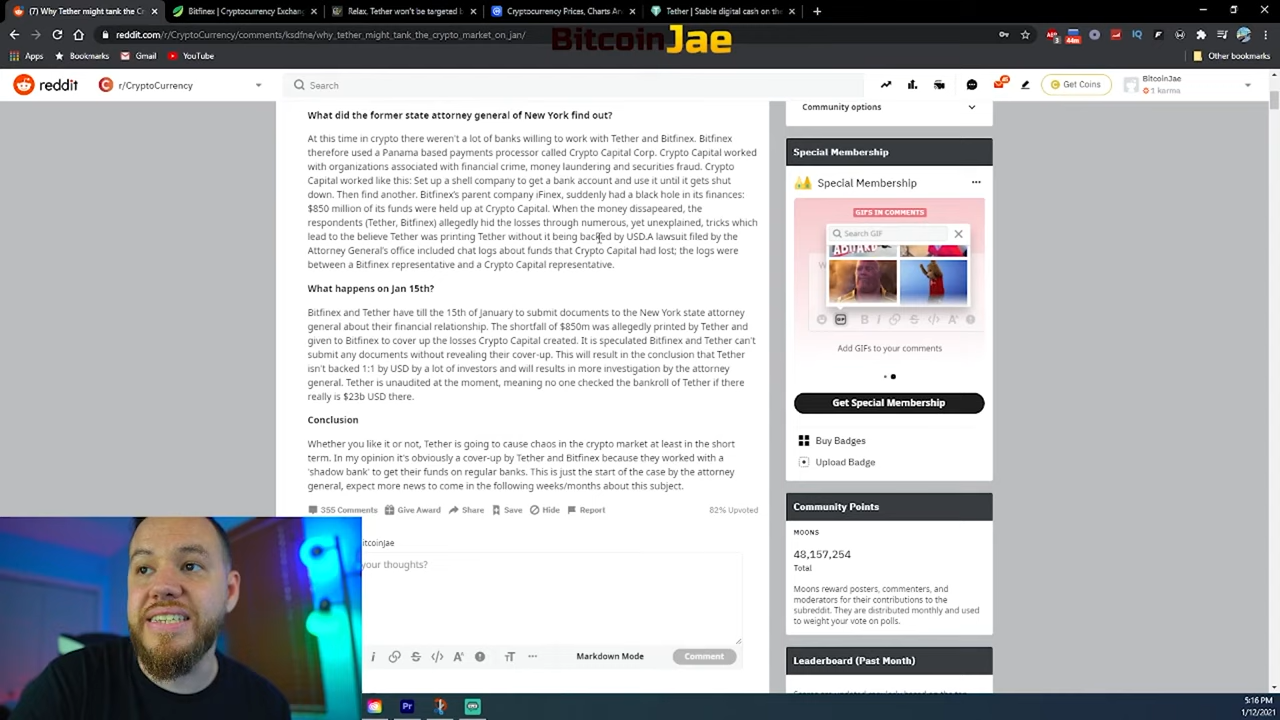 (7) Why Tether might tank the Cr
Bitfinex | Cryptocurrency Exchan
Relax, Tether won't be targeted b
Cryptocurrency Prices, Charts An
Tether | Stable digital cash on the
reddit.com/r/CryptoCurrency/comments/ksdfne/why_tether_might_tank_the_crypto_market_on_jan/
BitcoinJae
Apps
Bookmarks
Gmail
YouTube
Other bookmarks
reddit
r/CryptoCurrency
Search
Get Coins
BitcoinJae
1 karma
What did the former state attorney general of New York find out?
At this time in crypto there weren't a lot of banks willing to work with Tether and Bitfinex. Bitfinex
therefore used a Panama based payments processor called Crypto Capital Corp. Crypto Capital worked
with organizations associated with financial crime, money laundering and securities fraud. Crypto
Capital worked like this: Set up a shell company to get a bank account and use it until it gets shut
down. Then find another. Bitfinex's parent company iFinex, suddenly had a black hole in its finances:
$850 million of its funds were held up at Crypto Capital. When the money dissapeared, the
respondents (Tether, Bitfinex) allegedly hid the losses through numerous, yet unexplained, tricks which
lead to the believe Tether was printing Tether without it being backed by USD.A lawsuit filed by the
Attorney General's office included chat logs about funds that Crypto Capital had lost; the logs were
between a Bitfinex representative and a Crypto Capital representative.
What happens on Jan 15th?
Bitfinex and Tether have till the 15th of January to submit documents to the New York state attorney
general about their financial relationship. The shortfall of $850m was allegedly printed by Tether and
given to Bitfinex to cover up the losses Crypto Capital created. It is speculated Bitfinex and Tether can't
submit any documents without revealing their cover-up. This will result in the conclusion that Tether
isn't backed 1:1 by USD by a lot of investors and will results in more investigation by the attorney
general. Tether is unaudited at the moment, meaning no one checked the bankroll of Tether if there
really is $23b USD there.
Conclusion
Whether you like it or not, Tether is going to cause chaos in the crypto market at least in the short
term. In my opinion it's obviously a cover-up by Tether and Bitfinex because they worked with a
'shadow bank' to get their funds on regular banks. This is just the start of the case by the attorney
general, expect more news to come in the following weeks/months about this subject.
355 Comments
Give Award
Share
Save
Hide
Report
82% Upvoted
itcoinJae
your thoughts?
Markdown Mode
Comment
Community options
Special Membership
Special Membership
GIFS IN COMMENTS
Search GIF
GIF
Add GIFs to your comments
Get Special Membership
Buy Badges
Upload Badge
Community Points
MOONS
48,157,254
Total
Moons reward posters, commenters, and
moderators for their contributions to the
subreddit. They are distributed monthly and used
to weight your vote on polls.
Leaderboard (Past Month)
5:16 PM
1/12/2021